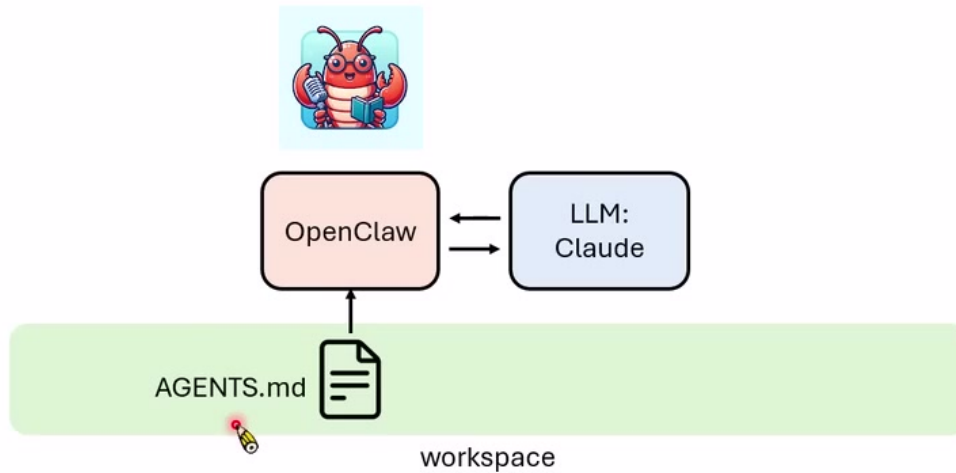 OpenClaw
LLM:
Claude
AGENTS.md
workspace